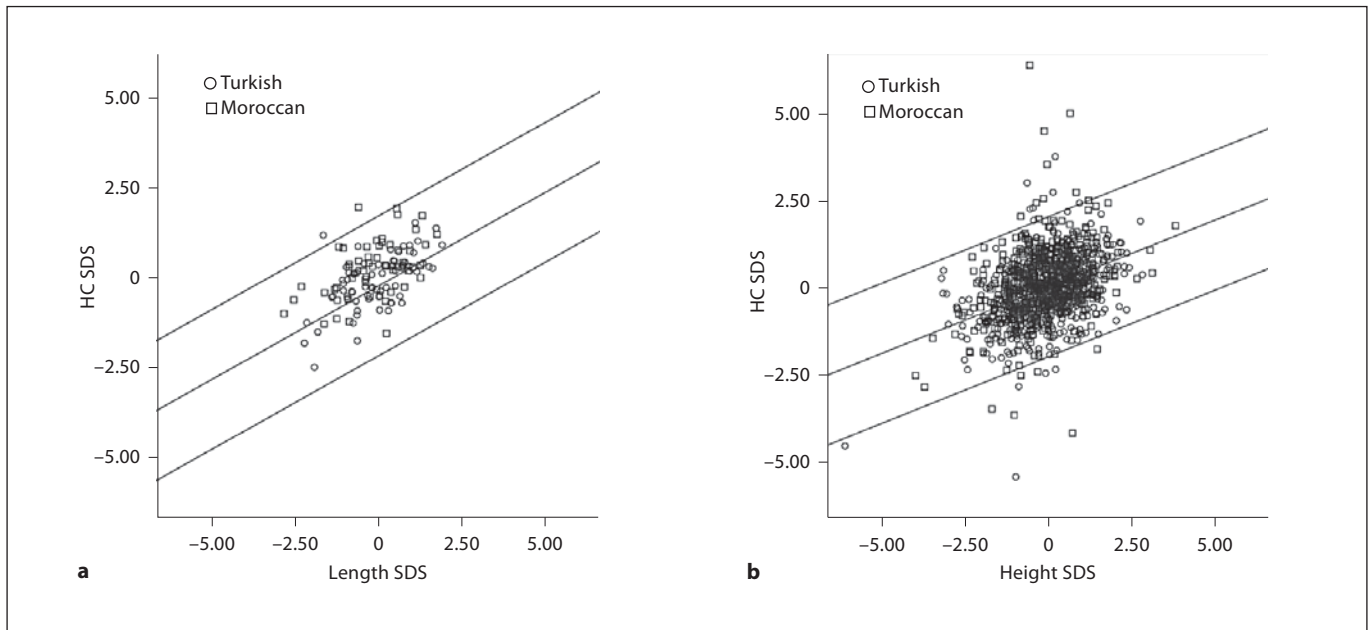 Turkish
Moroccan
5.00
2.50
0
−2.50
−5.00
HC SDS
−5.00 −2.50 0 2.50 5.00
a
Length SDS
Turkish
Moroccan
5.00
2.50
0
−2.50
−5.00
HC SDS
−5.00 −2.50 0 2.50 5.00
b
Height SDS